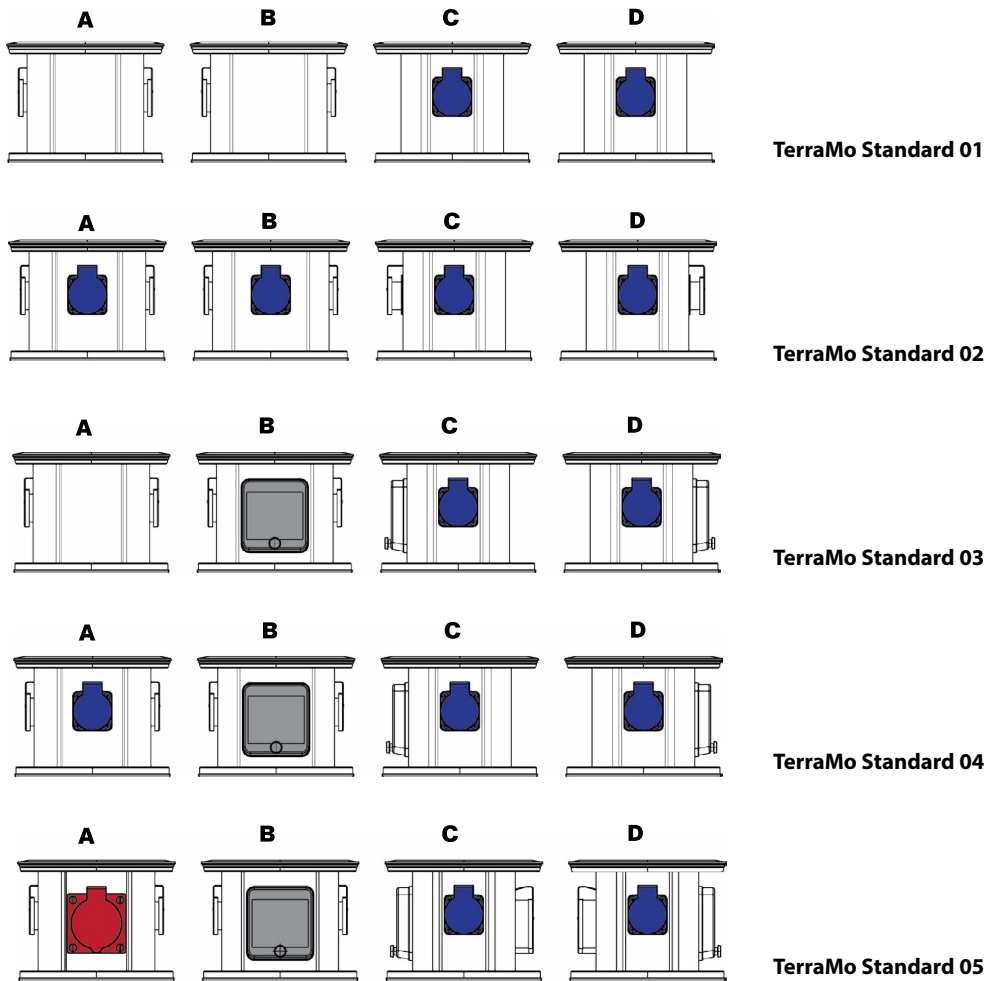 A B C D
TerraMo Standard 01
A B C D
TerraMo Standard 02
A B C D
TerraMo Standard 03
A B C D
TerraMo Standard 04
A B C D
TerraMo Standard 05